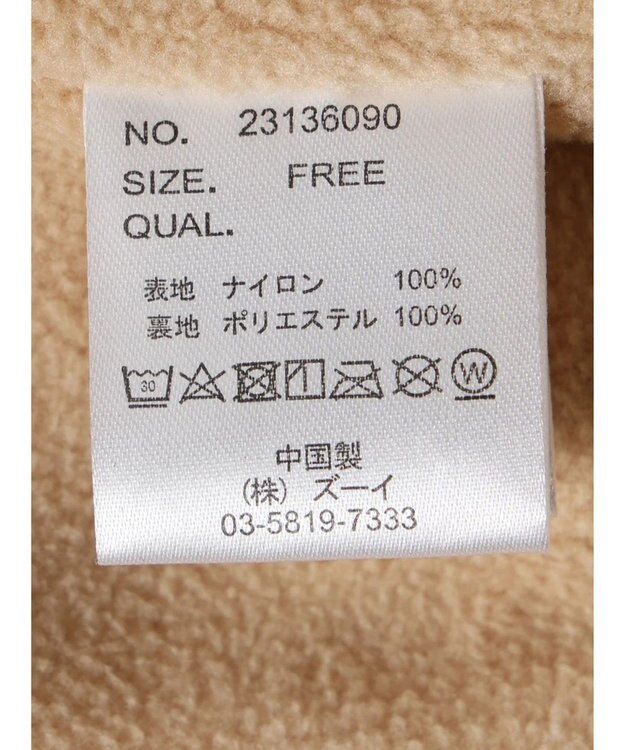 NO. 23136090
SIZE. FREE
QUAL.
表地 ナイロン 100%
裏地 ポリエステル 100%
30 W
中国製
(株) ズーイ
03-5819-7333